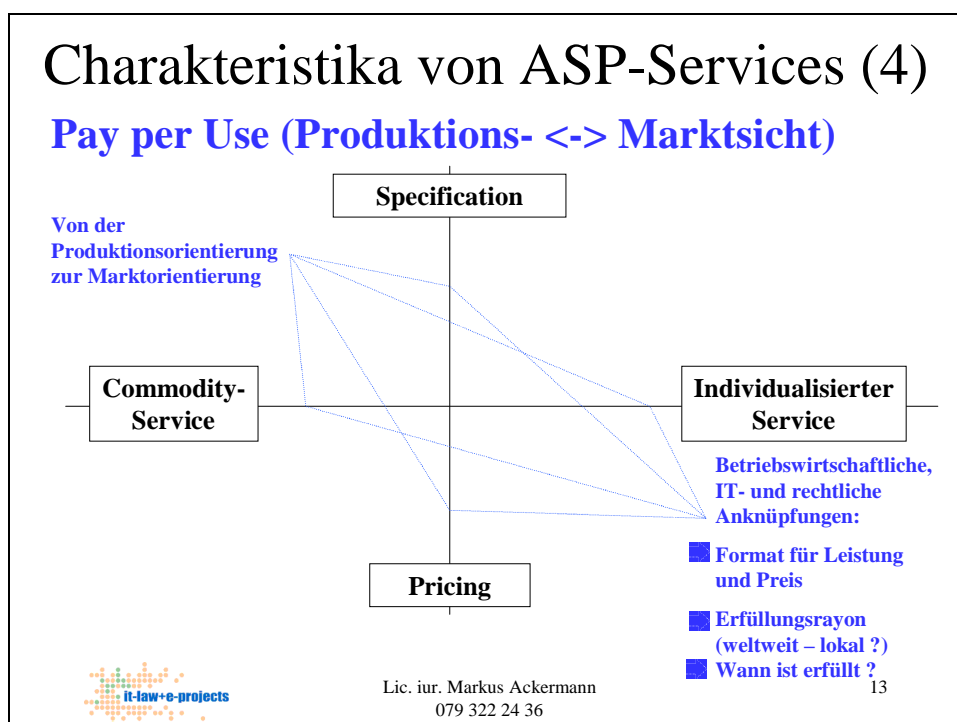 Charakteristika von ASP-Services (4)
Pay per Use (Produktions- <-> Marktsicht)
Specification
Von der
Produktionsorientierung
zur Marktorientierung
Commodity-
Service
Individualisierter
Service
Betriebswirtschaftliche,
IT- und rechtliche
Anknüpfungen:
Format für Leistung
und Preis
Pricing
Erfüllungsrayon
(weltweit – lokal ?)
Wann ist erfüllt ?
it-law+e-projects
Lic. iur. Markus Ackermann
079 322 24 36
13